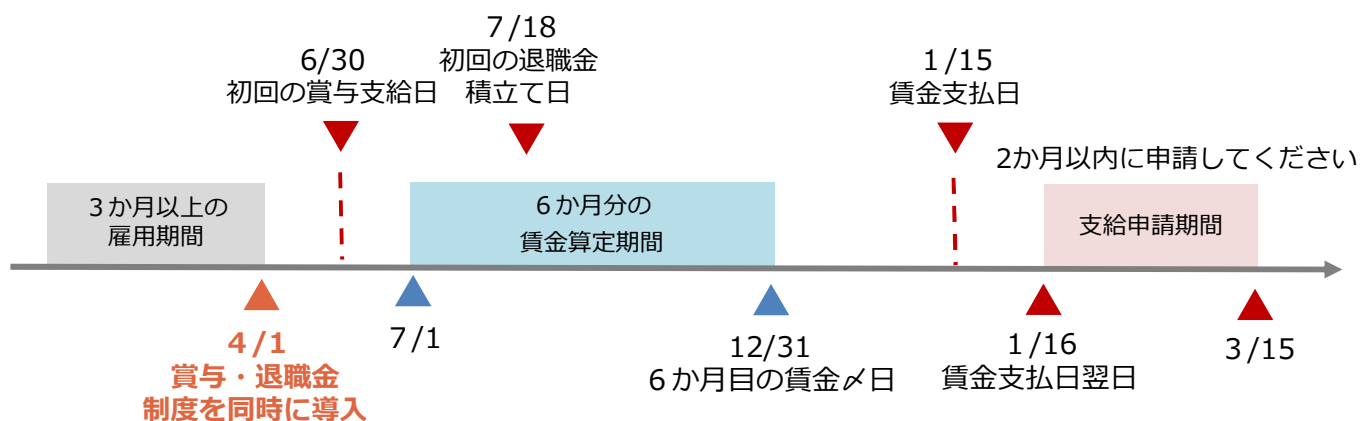 7/18
初回の退職金
積立て日
6/30
初回の賞与支給日
1/15
賃金支払日
2か月以内に申請してください
３か月以上の
雇用期間
６か月分の
賃金算定期間
支給申請期間
4/1
賞与・退職金
制度を同時に導入
7/1
12/31
６か月目の賃金〆日
1/16
賃金支払日翌日
3/15